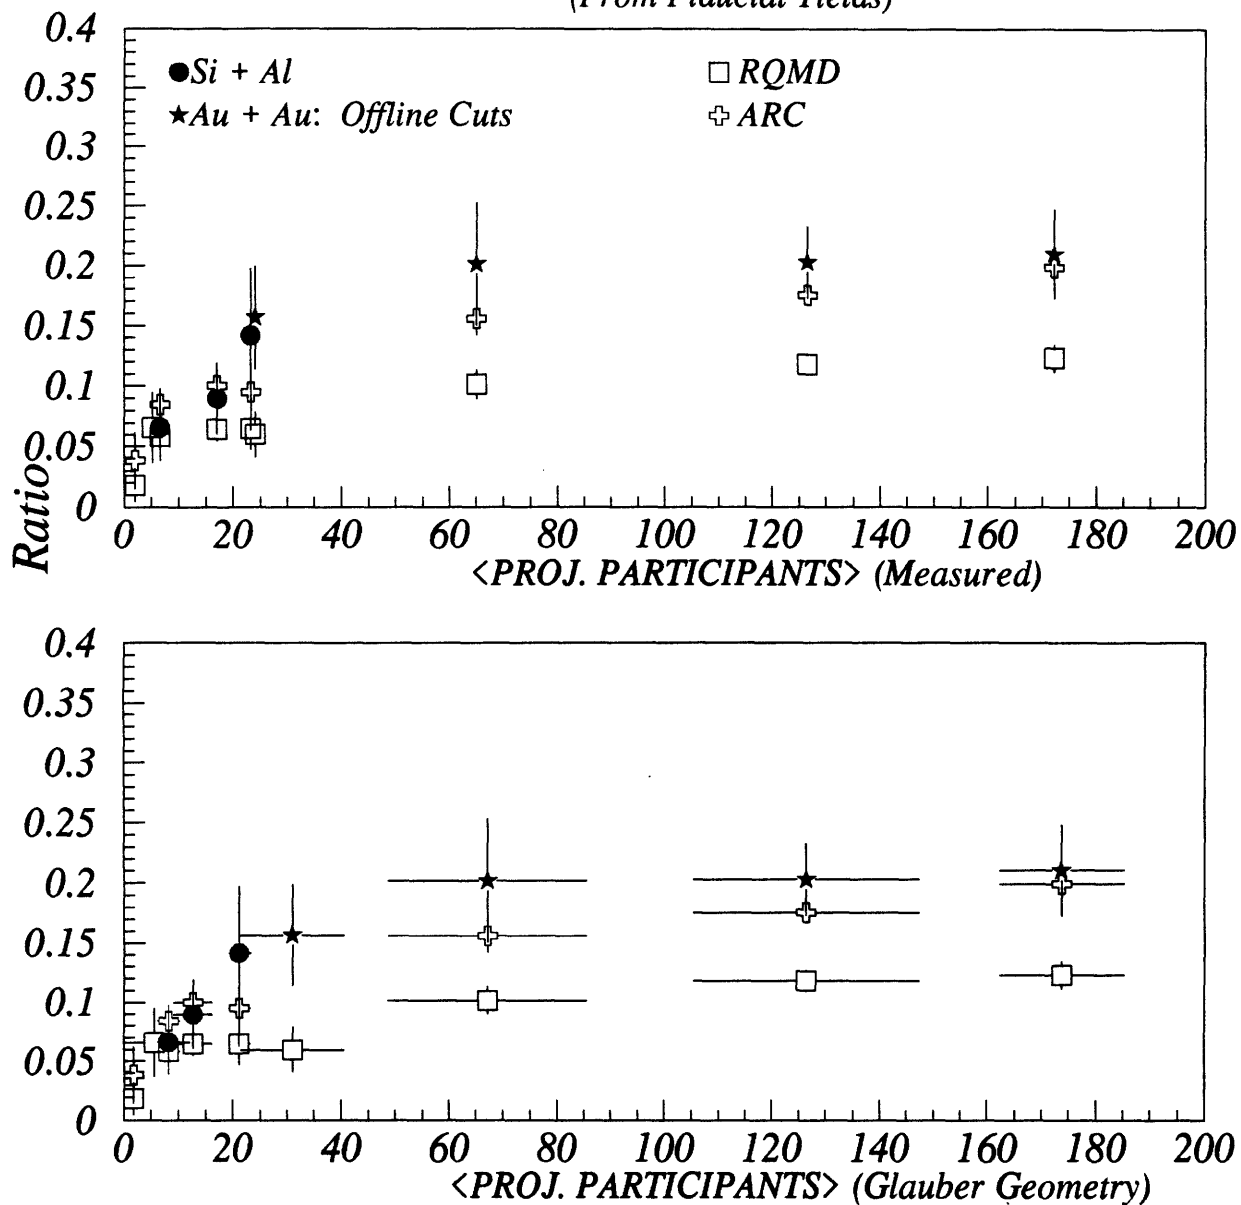 (From Fiducial Yields)
0.4
0.35
0.3
0.25
0.2
0.15
0.1
0.05
0
Si + Al
Au + Au: Offline Cuts
RQMD
ARC
Ratio
0 20 40 60 80 100 120 140 160 180 200
<PROJ. PARTICIPANTS> (Measured)
0.4
0.35
0.3
0.25
0.2
0.15
0.1
0.05
0
0 20 40 60 80 100 120 140 160 180 200
<PROJ. PARTICIPANTS> (Glauber Geometry)